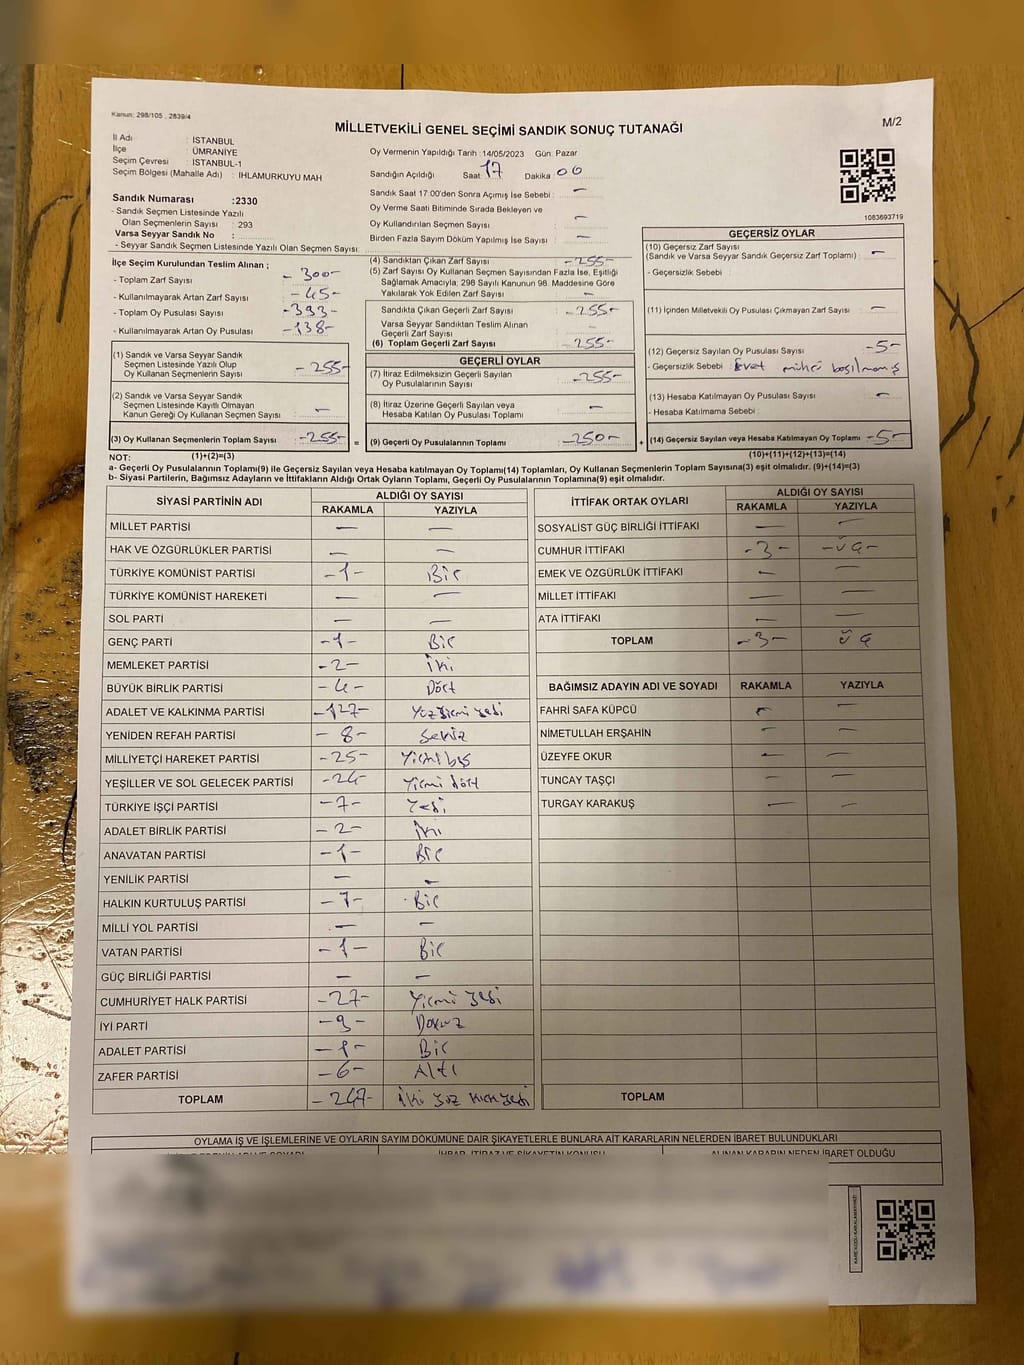 Kanun: 298/105 , 2839/4
MİLLETVEKİLİ GENEL SEÇİMİ SANDIK SONUÇ TUTANAĞI
M/2
İl Adı : İSTANBUL
İlçe : ÜMRANİYE
Seçim Çevresi : İSTANBUL-1
Seçim Bölgesi (Mahalle Adı) : IHLAMURKUYU MAH
Oy Vermenin Yapıldığı Tarih :14/05/2023 Gün: Pazar
Sandığın Açıldığı Saat 17 Dakika 00
Sandık Saat 17:00'den Sonra Açımış İse Sebebi : —
Oy Verme Saati Bitiminde Sırada Bekleyen ve
Oy Kullandırılan Seçmen Sayısı : —
Birden Fazla Sayım Döküm Yapılmış İse Sayısı : —
1083693719
Sandık Numarası :2330
- Sandık Seçmen Listesinde Yazılı
Olan Seçmenlerin Sayısı : 293
Varsa Seyyar Sandık No :
- Seyyar Sandık Seçmen Listesinde Yazılı Olan Seçmen Sayısı:
İlçe Seçim Kurulundan Teslim Alınan ;
- Toplam Zarf Sayısı : -300-
- Kullanılmayarak Artan Zarf Sayısı : -45-
- Toplam Oy Pusulası Sayısı : -393-
- Kullanılmayarak Artan Oy Pusulası : -138-
(1) Sandık ve Varsa Seyyar Sandık
Seçmen Listesinde Yazılı Olup
Oy Kullanan Seçmenlerin Sayısı : -255-
(2) Sandık ve Varsa Seyyar Sandık
Seçmen Listesinde Kayıtlı Olmayan
Kanun Gereği Oy Kullanan Seçmen Sayısı : —
(3) Oy Kullanan Seçmenlerin Toplam Sayısı : -255- =
(4) Sandıktan Çıkan Zarf Sayısı : -255-
(5) Zarf Sayısı Oy Kullanan Seçmen Sayısından Fazla İse, Eşitliği
Sağlamak Amacıyla; 298 Sayılı Kanunun 98. Maddesine Göre
Yakılarak Yok Edilen Zarf Sayısı : —
Sandıkta Çıkan Geçerli Zarf Sayısı : -255-
Varsa Seyyar Sandıktan Teslim Alınan
Geçerli Zarf Sayısı : -
(6) Toplam Geçerli Zarf Sayısı : -255-
GEÇERLİ OYLAR
(7) İtiraz Edilmeksizin Geçerli Sayılan
Oy Pusulalarının Sayısı : -255-
(8) İtiraz Üzerine Geçerli Sayılan veya
Hesaba Katılan Oy Pusulası Toplamı : —
(9) Geçerli Oy Pusulalarının Toplamı : -250- +
GEÇERSİZ OYLAR
(10) Geçersiz Zarf Sayısı
(Sandık ve Varsa Seyyar Sandık Geçersiz Zarf Toplamı) : —
- Geçersizlik Sebebi :
(11) İçinden Milletvekili Oy Pusulası Çıkmayan Zarf Sayısı : —
(12) Geçersiz Sayılan Oy Pusulası Sayısı : -5-
- Geçersizlik Sebebi : Evet mührü basılmamış
(13) Hesaba Katılmayan Oy Pusulası Sayısı : —
- Hesaba Katılmama Sebebi :
(14) Geçersiz Sayılan veya Hesaba Katılmayan Oy Toplamı : -5-
NOT: (1)+(2)=(3) (10)+(11)+(12)+(13)=(14)
a- Geçerli Oy Pusulalarının Toplamı(9) ile Geçersiz Sayılan veya Hesaba katılmayan Oy Toplamı(14) Toplamları, Oy Kullanan Seçmenlerin Toplam Sayısına(3) eşit olmalıdır. (9)+(14)=(3)
b- Siyasi Partilerin, Bağımsız Adayların ve İttifakların Aldığı Ortak Oyların Toplamı, Geçerli Oy Pusulalarının Toplamına(9) eşit olmalıdır.
SİYASİ PARTİNİN ADI ALDIĞI OY SAYISI
RAKAMLA YAZIYLA
MİLLET PARTİSİ — —
HAK VE ÖZGÜRLÜKLER PARTİSİ — —
TÜRKİYE KOMÜNİST PARTİSİ -1- Bir
TÜRKİYE KOMÜNİST HAREKETİ — —
SOL PARTİ — —
GENÇ PARTİ -1- Bir
MEMLEKET PARTİSİ -2- İki
BÜYÜK BİRLİK PARTİSİ -4- Dört
ADALET VE KALKINMA PARTİSİ -127- Yüz yirmi yedi
YENİDEN REFAH PARTİSİ -8- Sekiz
MİLLİYETÇİ HAREKET PARTİSİ -25- Yirmi beş
YEŞİLLER VE SOL GELECEK PARTİSİ -24- Yirmi dört
TÜRKİYE İŞÇİ PARTİSİ -7- Yedi
ADALET BİRLİK PARTİSİ -2- İki
ANAVATAN PARTİSİ -1- Bir
YENİLİK PARTİSİ — —
HALKIN KURTULUŞ PARTİSİ -1- Bir
MİLLİ YOL PARTİSİ — —
VATAN PARTİSİ -1- Bir
GÜÇ BİRLİĞİ PARTİSİ — —
CUMHURİYET HALK PARTİSİ -27- Yirmi yedi
İYİ PARTİ -9- Dokuz
ADALET PARTİSİ -1- Bir
ZAFER PARTİSİ -6- Altı
TOPLAM -247- İki yüz kırk yedi
İTTİFAK ORTAK OYLARI ALDIĞI OY SAYISI
RAKAMLA YAZIYLA
SOSYALİST GÜÇ BİRLİĞİ İTTİFAKI — —
CUMHUR İTTİFAKI -3- -üç-
EMEK VE ÖZGÜRLÜK İTTİFAKI — —
MİLLET İTTİFAKI — —
ATA İTTİFAKI — —
TOPLAM -3- üç
BAĞIMSIZ ADAYIN ADI VE SOYADI RAKAMLA YAZIYLA
FAHRİ SAFA KÜPCÜ — —
NİMETULLAH ERŞAHİN — —
ÜZEYFE OKUR — —
TUNCAY TAŞÇI — —
TURGAY KARAKUŞ — —
TOPLAM
OYLAMA İŞ VE İŞLEMLERİNE VE OYLARIN SAYIM DÖKÜMÜNE DAİR ŞİKAYETLERLE BUNLARA AİT KARARLARIN NELERDEN İBARET BULUNDUKLARI
İHBAR, İTİRAZ VE ŞİKAYETİN KONUSU ALINAN KARARIN NEDEN İBARET OLDUĞU